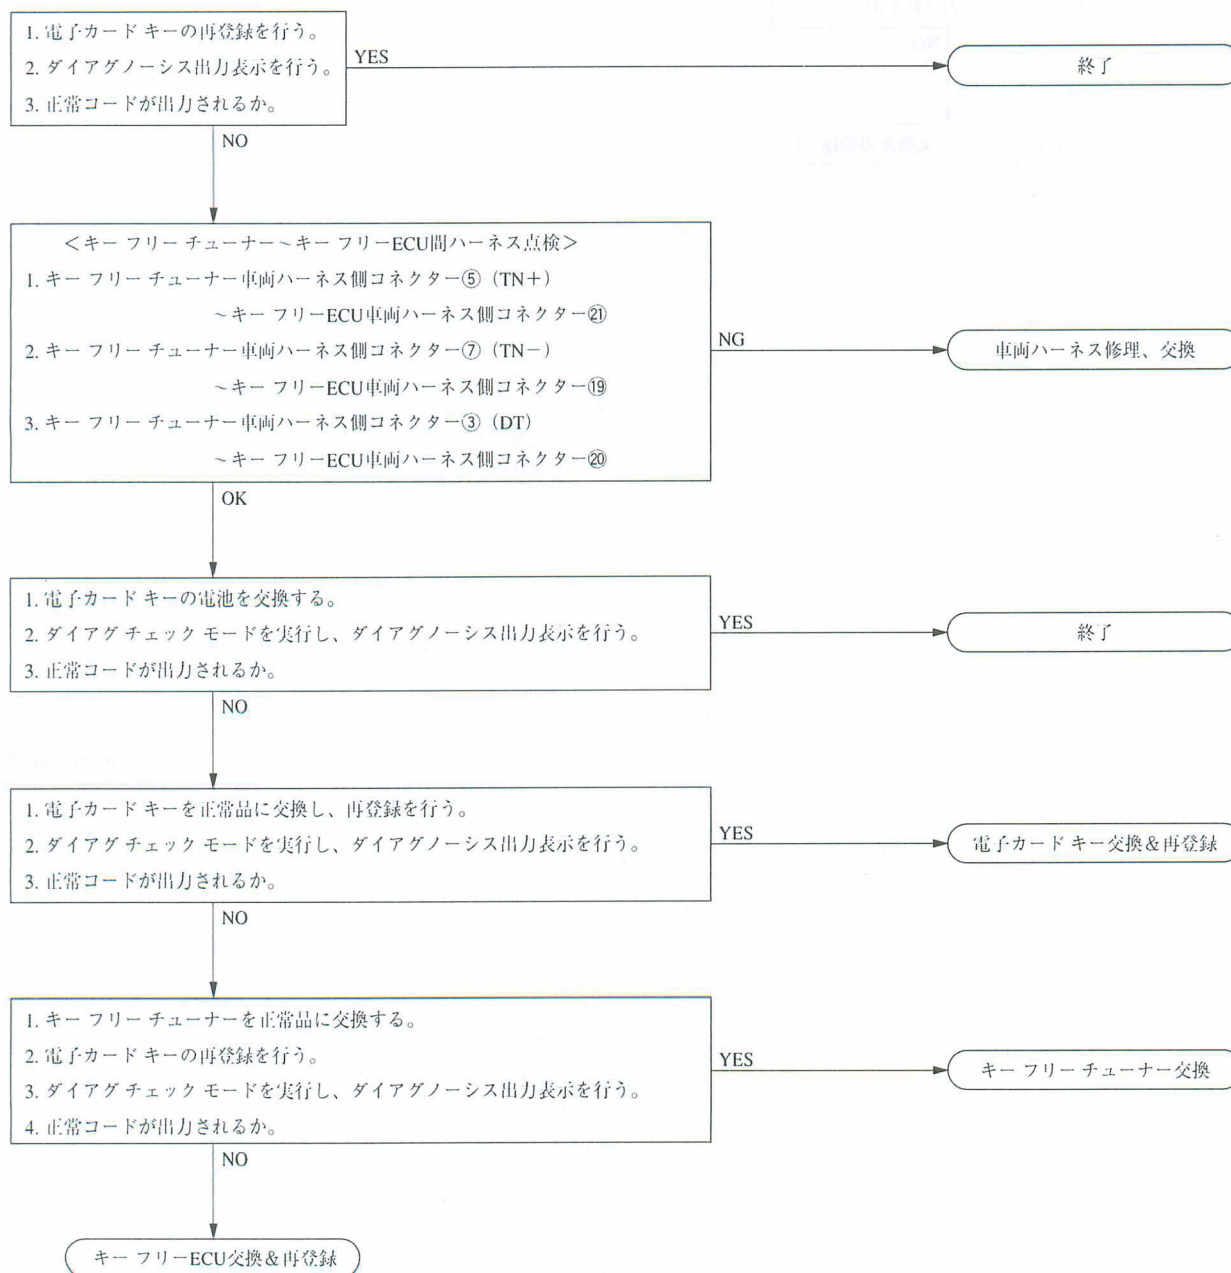 1. 電子カード キーの再登録を行う。
2. ダイアグノーシス出力表示を行う。
3. 正常コードが出力されるか。
YES
終了
NO
＜キー フリー チューナー～キー フリーECU間ハーネス点検＞
1. キー フリー チューナー車両ハーネス側コネクター⑤（TN＋）
～キー フリーECU車両ハーネス側コネクター㉑
2. キー フリー チューナー車両ハーネス側コネクター⑦（TN－）
～キー フリーECU車両ハーネス側コネクター⑲
3. キー フリー チューナー車両ハーネス側コネクター③（DT）
～キー フリーECU車両ハーネス側コネクター⑳
NG
車両ハーネス修理、交換
OK
1. 電子カード キーの電池を交換する。
2. ダイアグ チェック モードを実行し、ダイアグノーシス出力表示を行う。
3. 正常コードが出力されるか。
YES
終了
NO
1. 電子カード キーを正常品に交換し、再登録を行う。
2. ダイアグ チェック モードを実行し、ダイアグノーシス出力表示を行う。
3. 正常コードが出力されるか。
YES
電子カード キー交換＆再登録
NO
1. キー フリー チューナーを正常品に交換する。
2. 電子カード キーの再登録を行う。
3. ダイアグ チェック モードを実行し、ダイアグノーシス出力表示を行う。
4. 正常コードが出力されるか。
YES
キー フリー チューナー交換
NO
キー フリーECU交換＆再登録